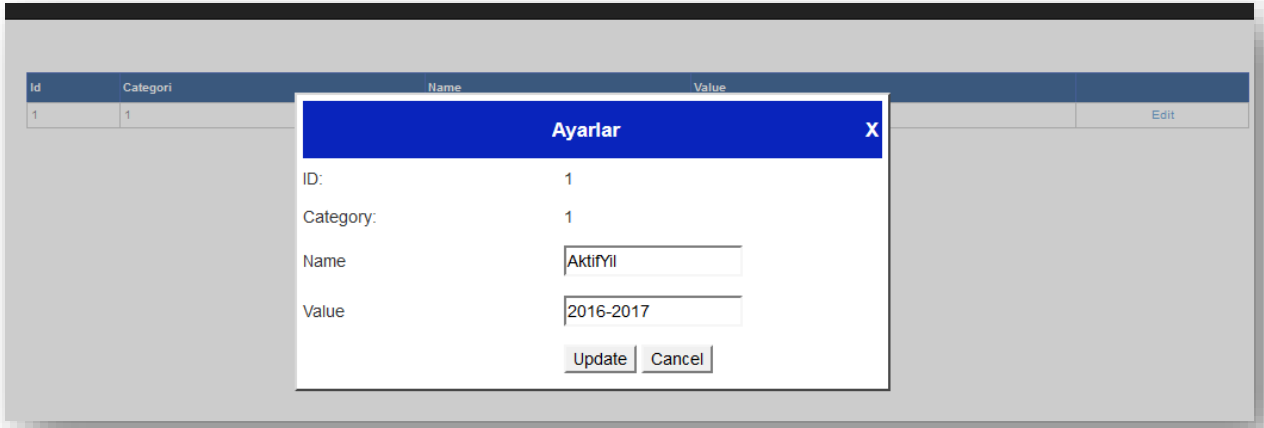 Id Categori Name Value
1 1 Edit
Ayarlar X
ID: 1
Category: 1
Name AktifYil
Value 2016-2017
Update Cancel